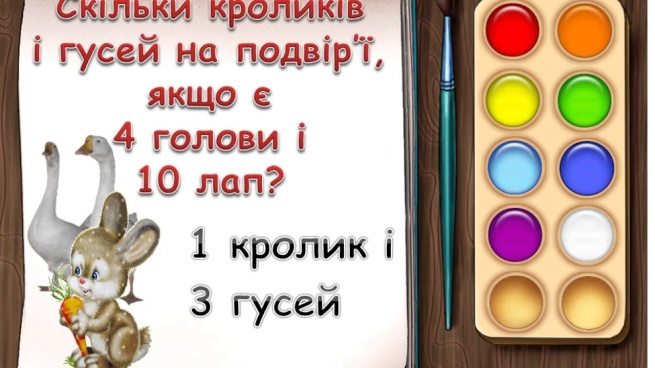 Скільки кроликів
і гусей на подвір'ї,
якщо є
4 голови і
10 лап?
1 кролик і
3 гусей